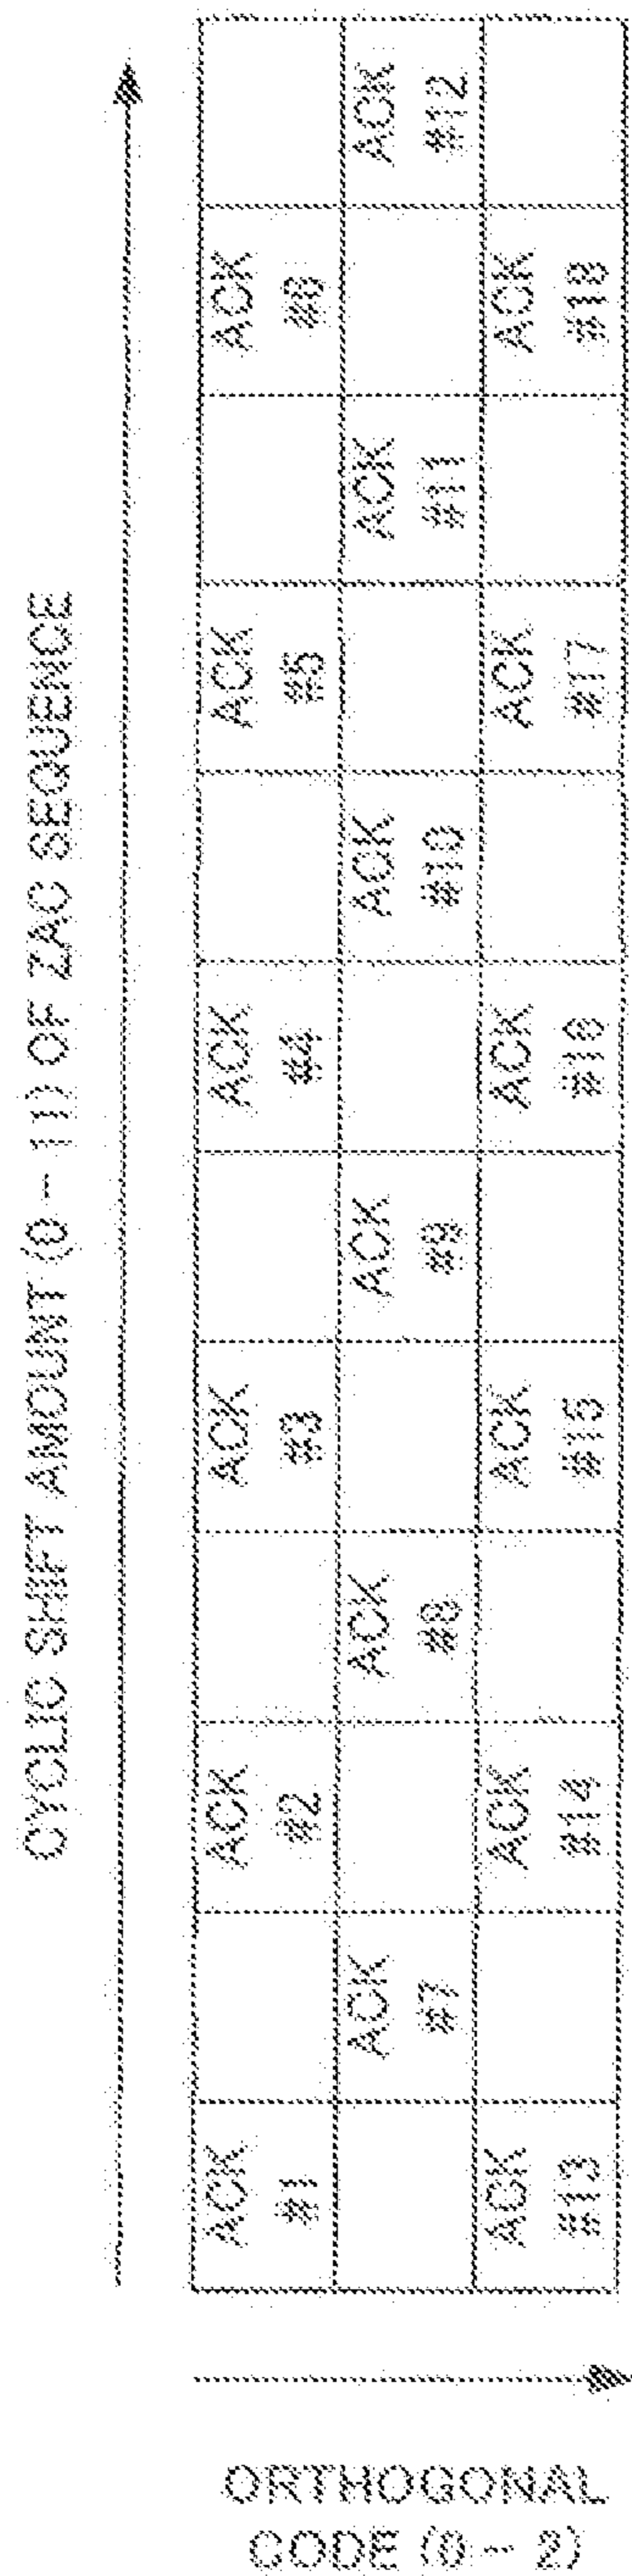 CYCLIC SHIFT AMOUNT (0 – 11) OF ZAC SEQUENCE
ORTHOGONAL
CODE (0 – 2)
ACK
#1
ACK
#2
ACK
#3
ACK
#4
ACK
#5
ACK
#6
ACK
#7
ACK
#8
ACK
#9
ACK
#10
ACK
#11
ACK
#12
ACK
#13
ACK
#14
ACK
#15
ACK
#16
ACK
#17
ACK
#18